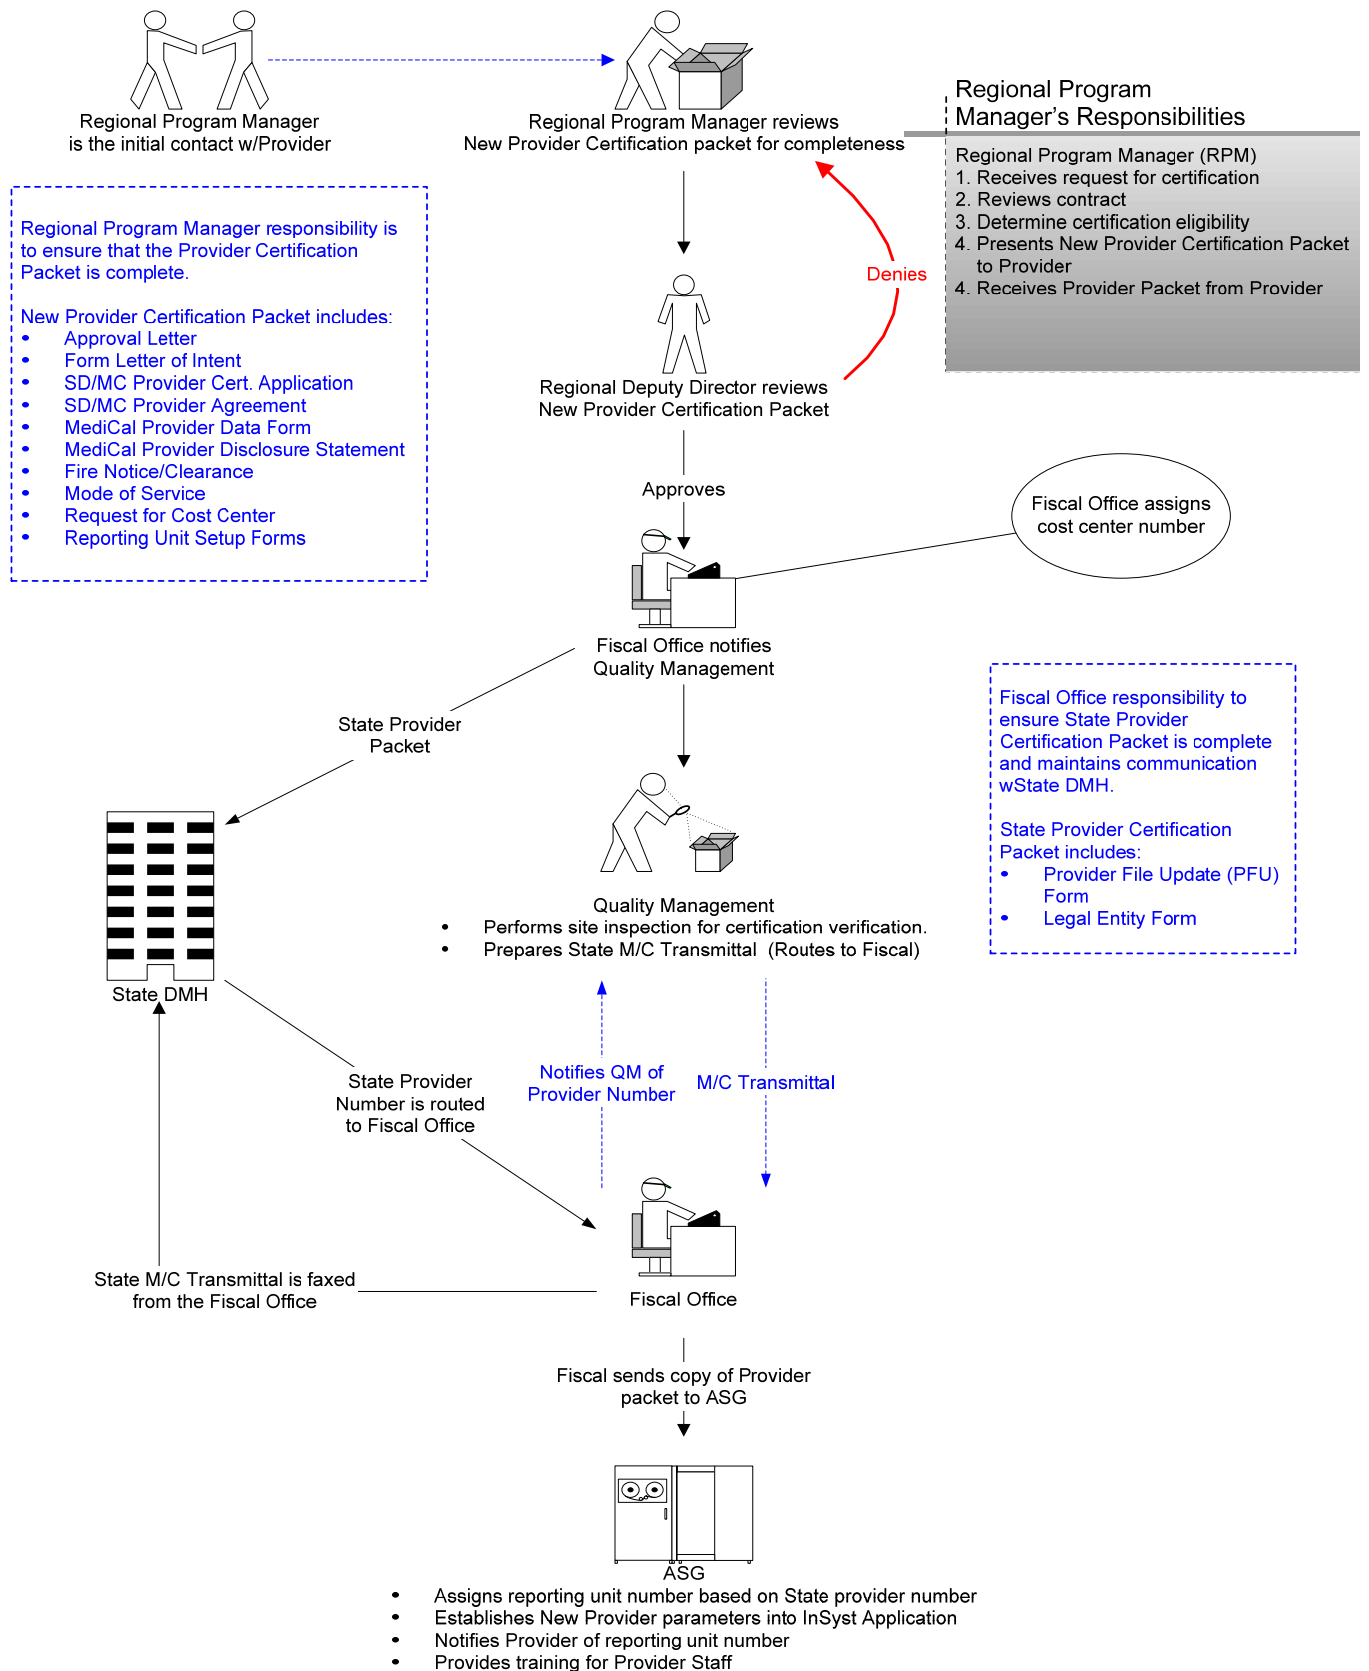 Regional Program Manager
is the initial contact w/Provider
Regional Program Manager reviews
New Provider Certification packet for completeness
Regional Program
Manager's Responsibilities
Regional Program Manager (RPM)
1. Receives request for certification
2. Reviews contract
3. Determine certification eligibility
4. Presents New Provider Certification Packet
to Provider
4. Receives Provider Packet from Provider
Regional Program Manager responsibility is
to ensure that the Provider Certification
Packet is complete.
New Provider Certification Packet includes:
• Approval Letter
• Form Letter of Intent
• SD/MC Provider Cert. Application
• SD/MC Provider Agreement
• MediCal Provider Data Form
• MediCal Provider Disclosure Statement
• Fire Notice/Clearance
• Mode of Service
• Request for Cost Center
• Reporting Unit Setup Forms
Denies
Regional Deputy Director reviews
New Provider Certification Packet
Approves
Fiscal Office assigns
cost center number
Fiscal Office notifies
Quality Management
State Provider
Packet
Fiscal Office responsibility to
ensure State Provider
Certification Packet is complete
and maintains communication
wState DMH.
State Provider Certification
Packet includes:
• Provider File Update (PFU)
Form
• Legal Entity Form
Quality Management
• Performs site inspection for certification verification.
• Prepares State M/C Transmittal (Routes to Fiscal)
State DMH
State Provider
Number is routed
to Fiscal Office
Notifies QM of
Provider Number
M/C Transmittal
State M/C Transmittal is faxed
from the Fiscal Office
Fiscal Office
Fiscal sends copy of Provider
packet to ASG
ASG
• Assigns reporting unit number based on State provider number
• Establishes New Provider parameters into InSyst Application
• Notifies Provider of reporting unit number
• Provides training for Provider Staff